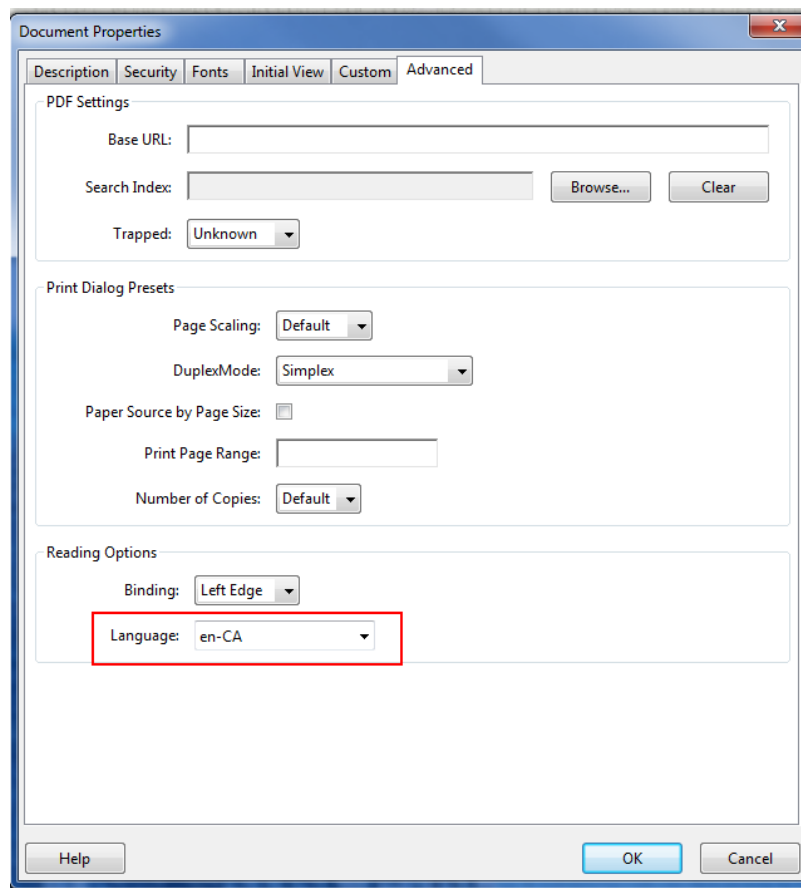 Document Properties
x
Description Security Fonts Initial View Custom Advanced
PDF Settings
Base URL:
Search Index: Browse... Clear
Trapped: Unknown
Print Dialog Presets
Page Scaling: Default
DuplexMode: Simplex
Paper Source by Page Size:
Print Page Range:
Number of Copies: Default
Reading Options
Binding: Left Edge
Language: en-CA
Help OK Cancel